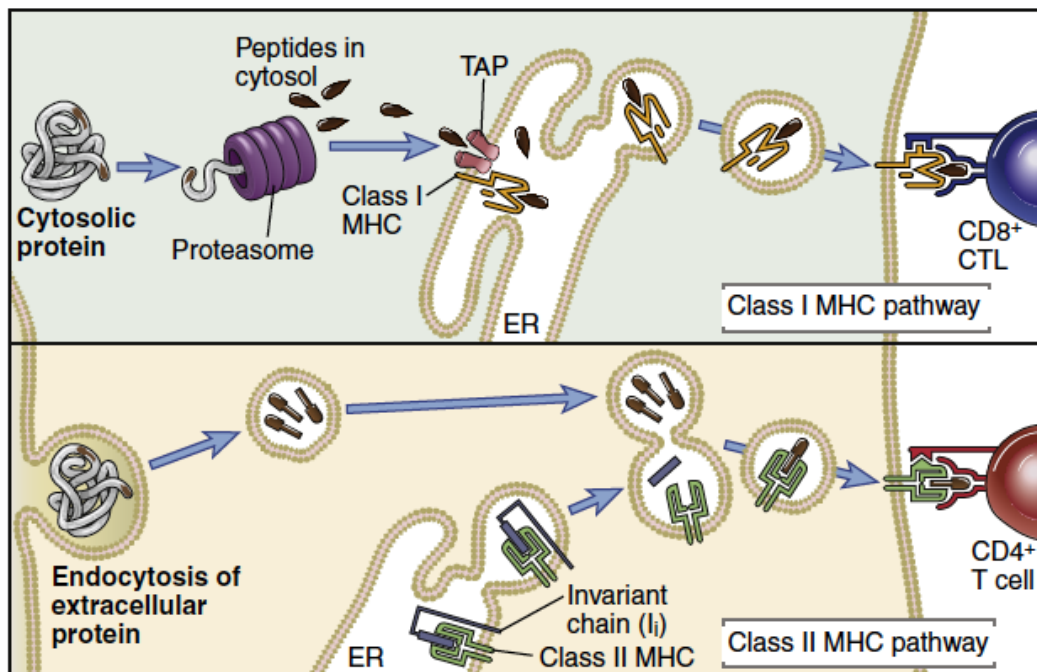 Peptides in
cytosol
TAP
Class I
MHC
Cytosolic
protein
Proteasome
ER
CD8+
CTL
Class I MHC pathway
Endocytosis of
extracellular
protein
ER
Invariant
chain (Ii)
Class II MHC
CD4+
T cell
Class II MHC pathway